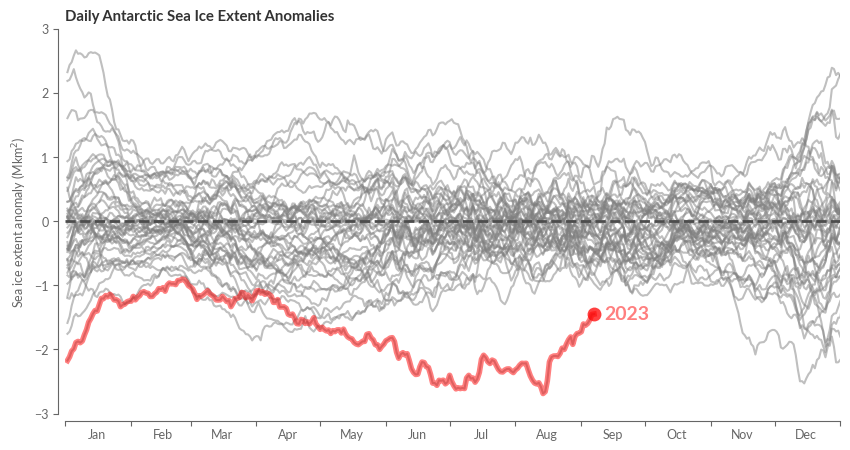 Daily Antarctic Sea Ice Extent Anomalies
Sea ice extent anomaly (Mkm²)
3
2
1
0
−1
−2
−3
2023
Jan Feb Mar Apr May Jun Jul Aug Sep Oct Nov Dec